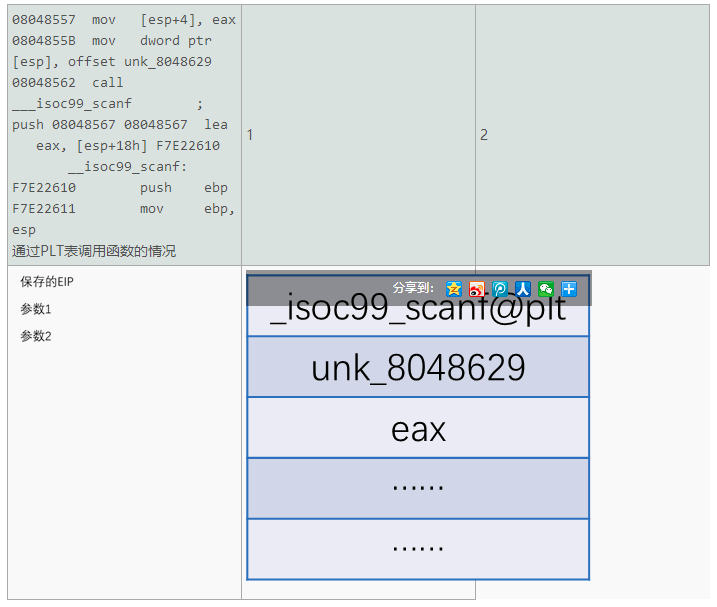 08048557  mov   [esp+4], eax
0804855B  mov   dword ptr
[esp], offset unk_8048629
08048562  call
___isoc99_scanf        ;
push 08048567 08048567  lea
   eax, [esp+18h] F7E22610
       __isoc99_scanf:
F7E22610        push    ebp
F7E22611        mov     ebp,
esp
通过PLT表调用函数的情况
1
2
保存的EIP
参数1
参数2
分享到:
_isoc99_scanf@plt
unk_8048629
eax
……
……